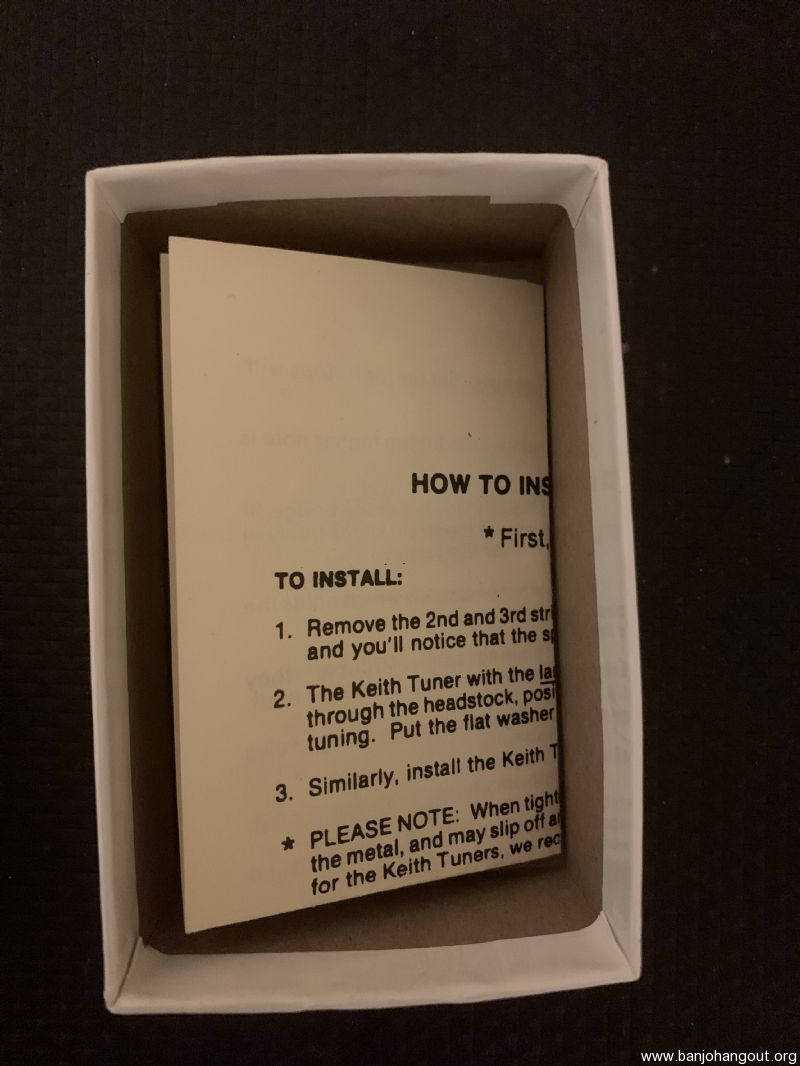 HOW TO INS
* First,
TO INSTALL:
1. Remove the 2nd and 3rd str
and you'll notice that the s
2. The Keith Tuner with the la
through the headstock, posi
tuning. Put the flat washer
3. Similarly, install the Keith T
* PLEASE NOTE: When tight
the metal, and may slip off a
for the Keith Tuners, we rec
www.banjohangout.org